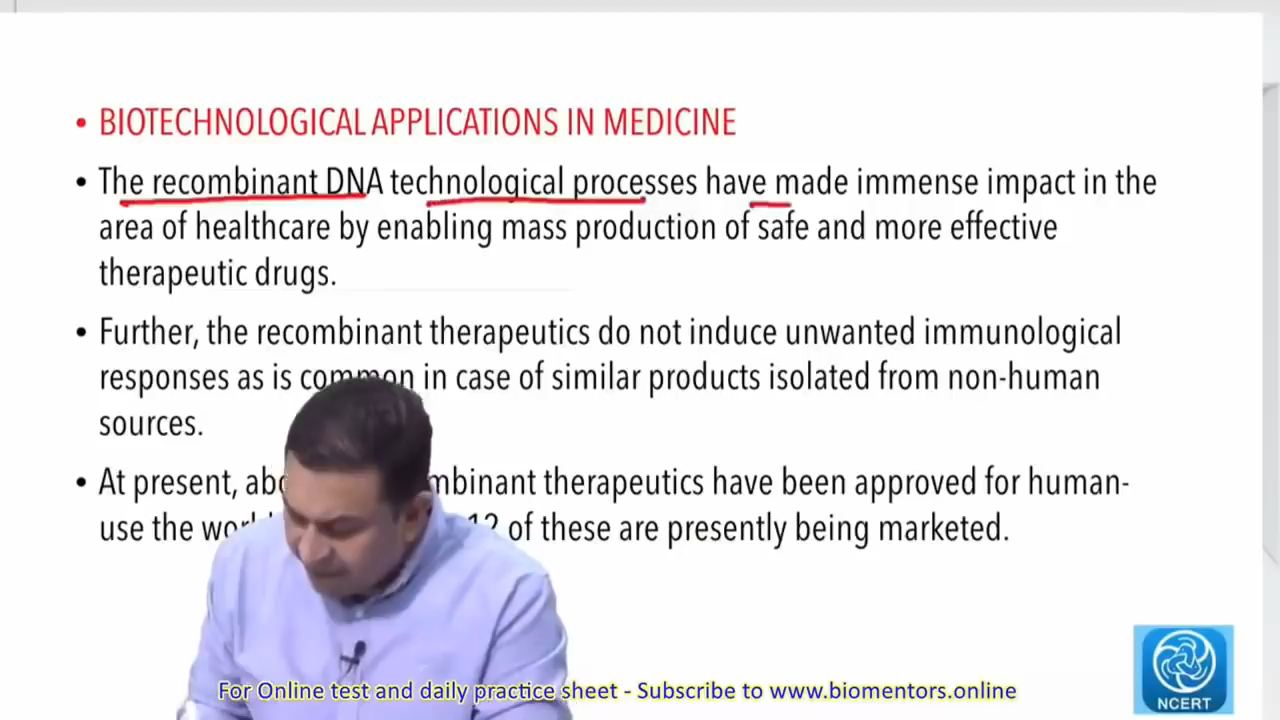 • BIOTECHNOLOGICAL APPLICATIONS IN MEDICINE
• The recombinant DNA technological processes have made immense impact in the
area of healthcare by enabling mass production of safe and more effective
therapeutic drugs.
• Further, the recombinant therapeutics do not induce unwanted immunological
responses as is common in case of similar products isolated from non-human
sources.
• At present, therapeutics have been approved for human-
use the 12 of these are presently being marketed.
For Online test and daily practice sheet - Subscribe to www.biomentors.online
NCERT